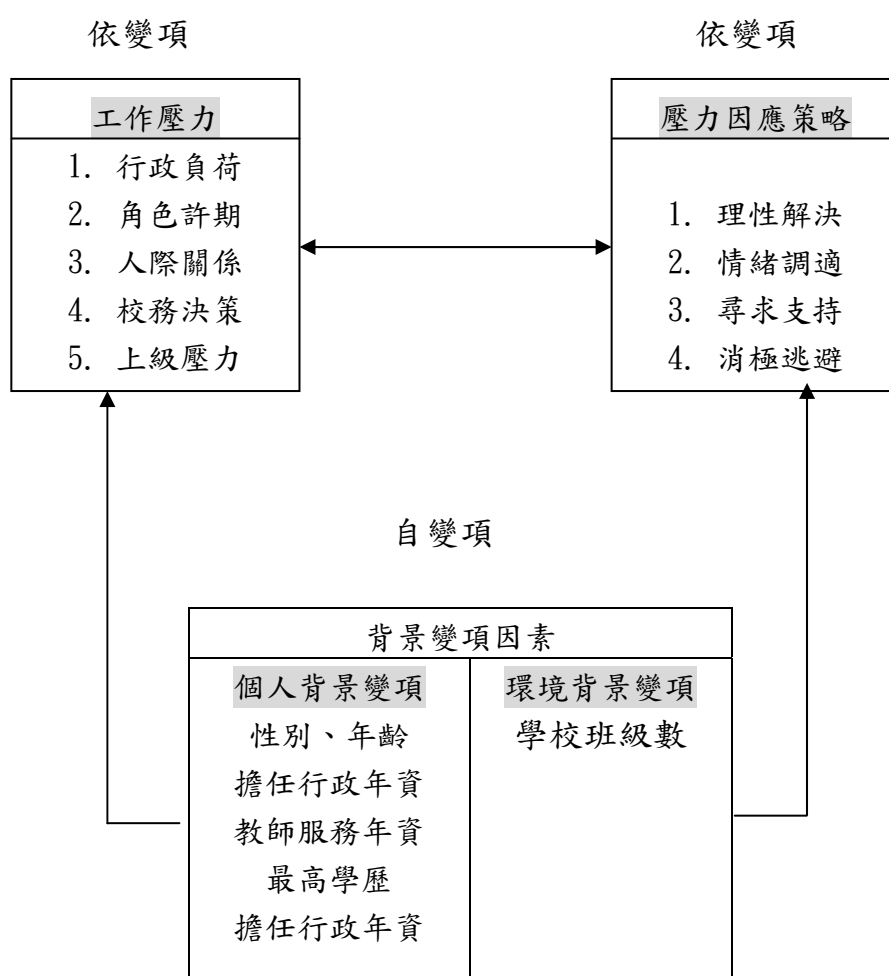 依變項
依變項
工作壓力
1. 行政負荷
2. 角色許期
3. 人際關係
4. 校務決策
5. 上級壓力
壓力因應策略
1. 理性解決
2. 情緒調適
3. 尋求支持
4. 消極逃避
自變項
背景變項因素
個人背景變項
性別、年齡
擔任行政年資
教師服務年資
最高學歷
擔任行政年資
環境背景變項
學校班級數